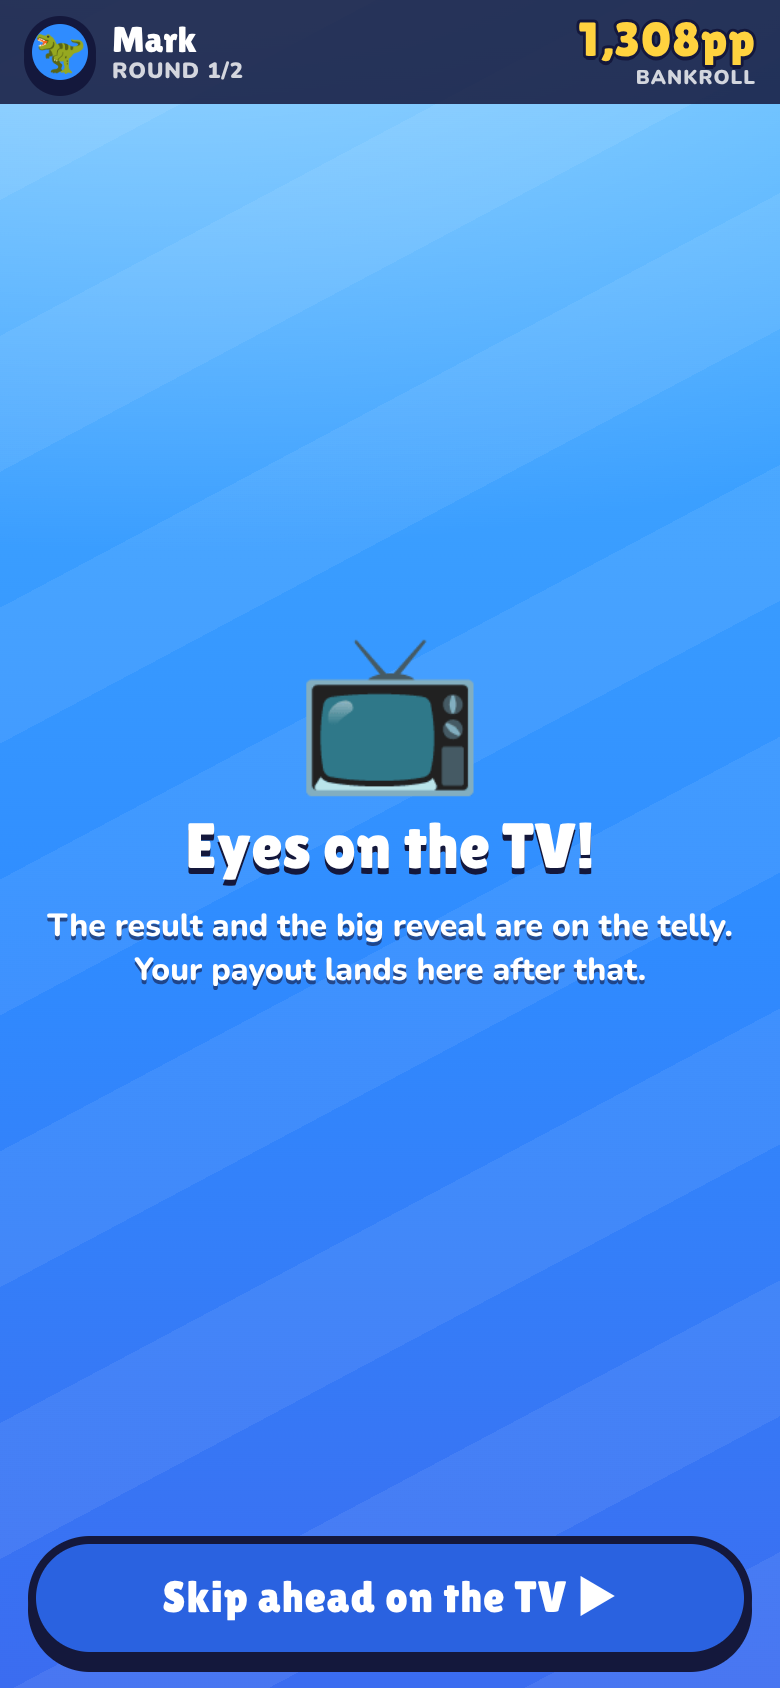 Mark
ROUND 1/2
1,308pp
BANKROLL
Eyes on the TV!
The result and the big reveal are on the telly.
Your payout lands here after that.
Skip ahead on the TV ▶